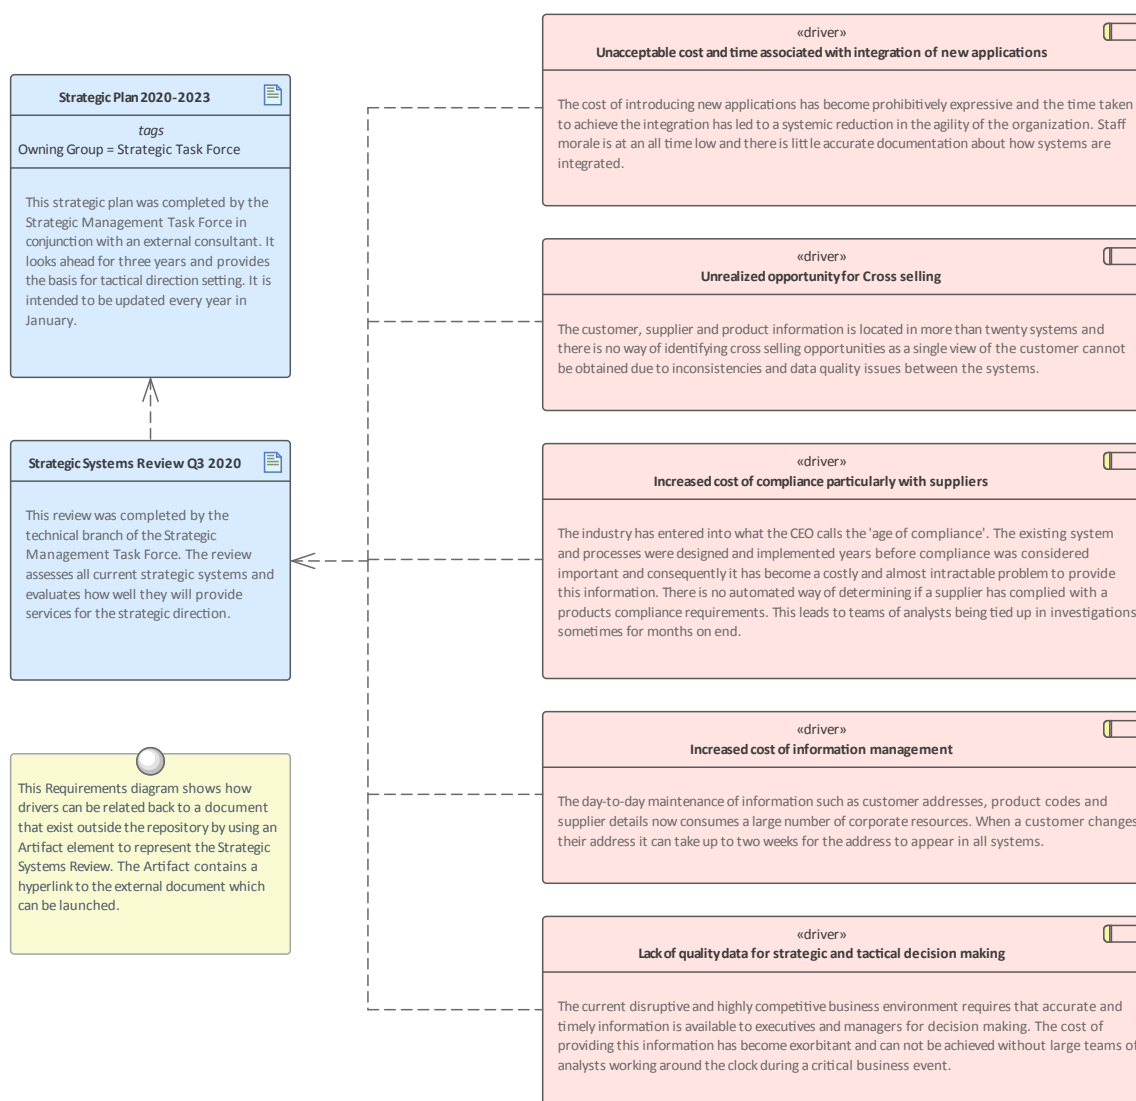 Strategic Plan 2020-2023
tags
Owning Group = Strategic Task Force
This strategic plan was completed by the
Strategic Management Task Force in
conjunction with an external consultant. It
looks ahead for three years and provides
the basis for tactical direction setting. It is
intended to be updated every year in
January.
Strategic Systems Review Q3 2020
This review was completed by the
technical branch of the Strategic
Management Task Force. The review
assesses all current strategic systems and
evaluates how well they will provide
services for the strategic direction.
This Requirements diagram shows how
drivers can be related back to a document
that exist outside the repository by using an
Artifact element to represent the Strategic
Systems Review. The Artifact contains a
hyperlink to the external document which
can be launched.
«driver»
Unacceptable cost and time associated with integration of new applications
The cost of introducing new applications has become prohibitively expressive and the time taken
to achieve the integration has led to a systemic reduction in the agility of the organization. Staff
morale is at an all time low and there is little accurate documentation about how systems are
integrated.
«driver»
Unrealized opportunity for Cross selling
The customer, supplier and product information is located in more than twenty systems and
there is no way of identifying cross selling opportunities as a single view of the customer cannot
be obtained due to inconsistencies and data quality issues between the systems.
«driver»
Increased cost of compliance particularly with suppliers
The industry has entered into what the CEO calls the 'age of compliance'. The existing system
and processes were designed and implemented years before compliance was considered
important and consequently it has become a costly and almost intractable problem to provide
this information. There is no automated way of determining if a supplier has complied with a
products compliance requirements. This leads to teams of analysts being tied up in investigations
sometimes for months on end.
«driver»
Increased cost of information management
The day-to-day maintenance of information such as customer addresses, product codes and
supplier details now consumes a large number of corporate resources. When a customer changes
their address it can take up to two weeks for the address to appear in all systems.
«driver»
Lack of quality data for strategic and tactical decision making
The current disruptive and highly competitive business environment requires that accurate and
timely information is available to executives and managers for decision making. The cost of
providing this information has become exorbitant and can not be achieved without large teams of
analysts working around the clock during a critical business event.